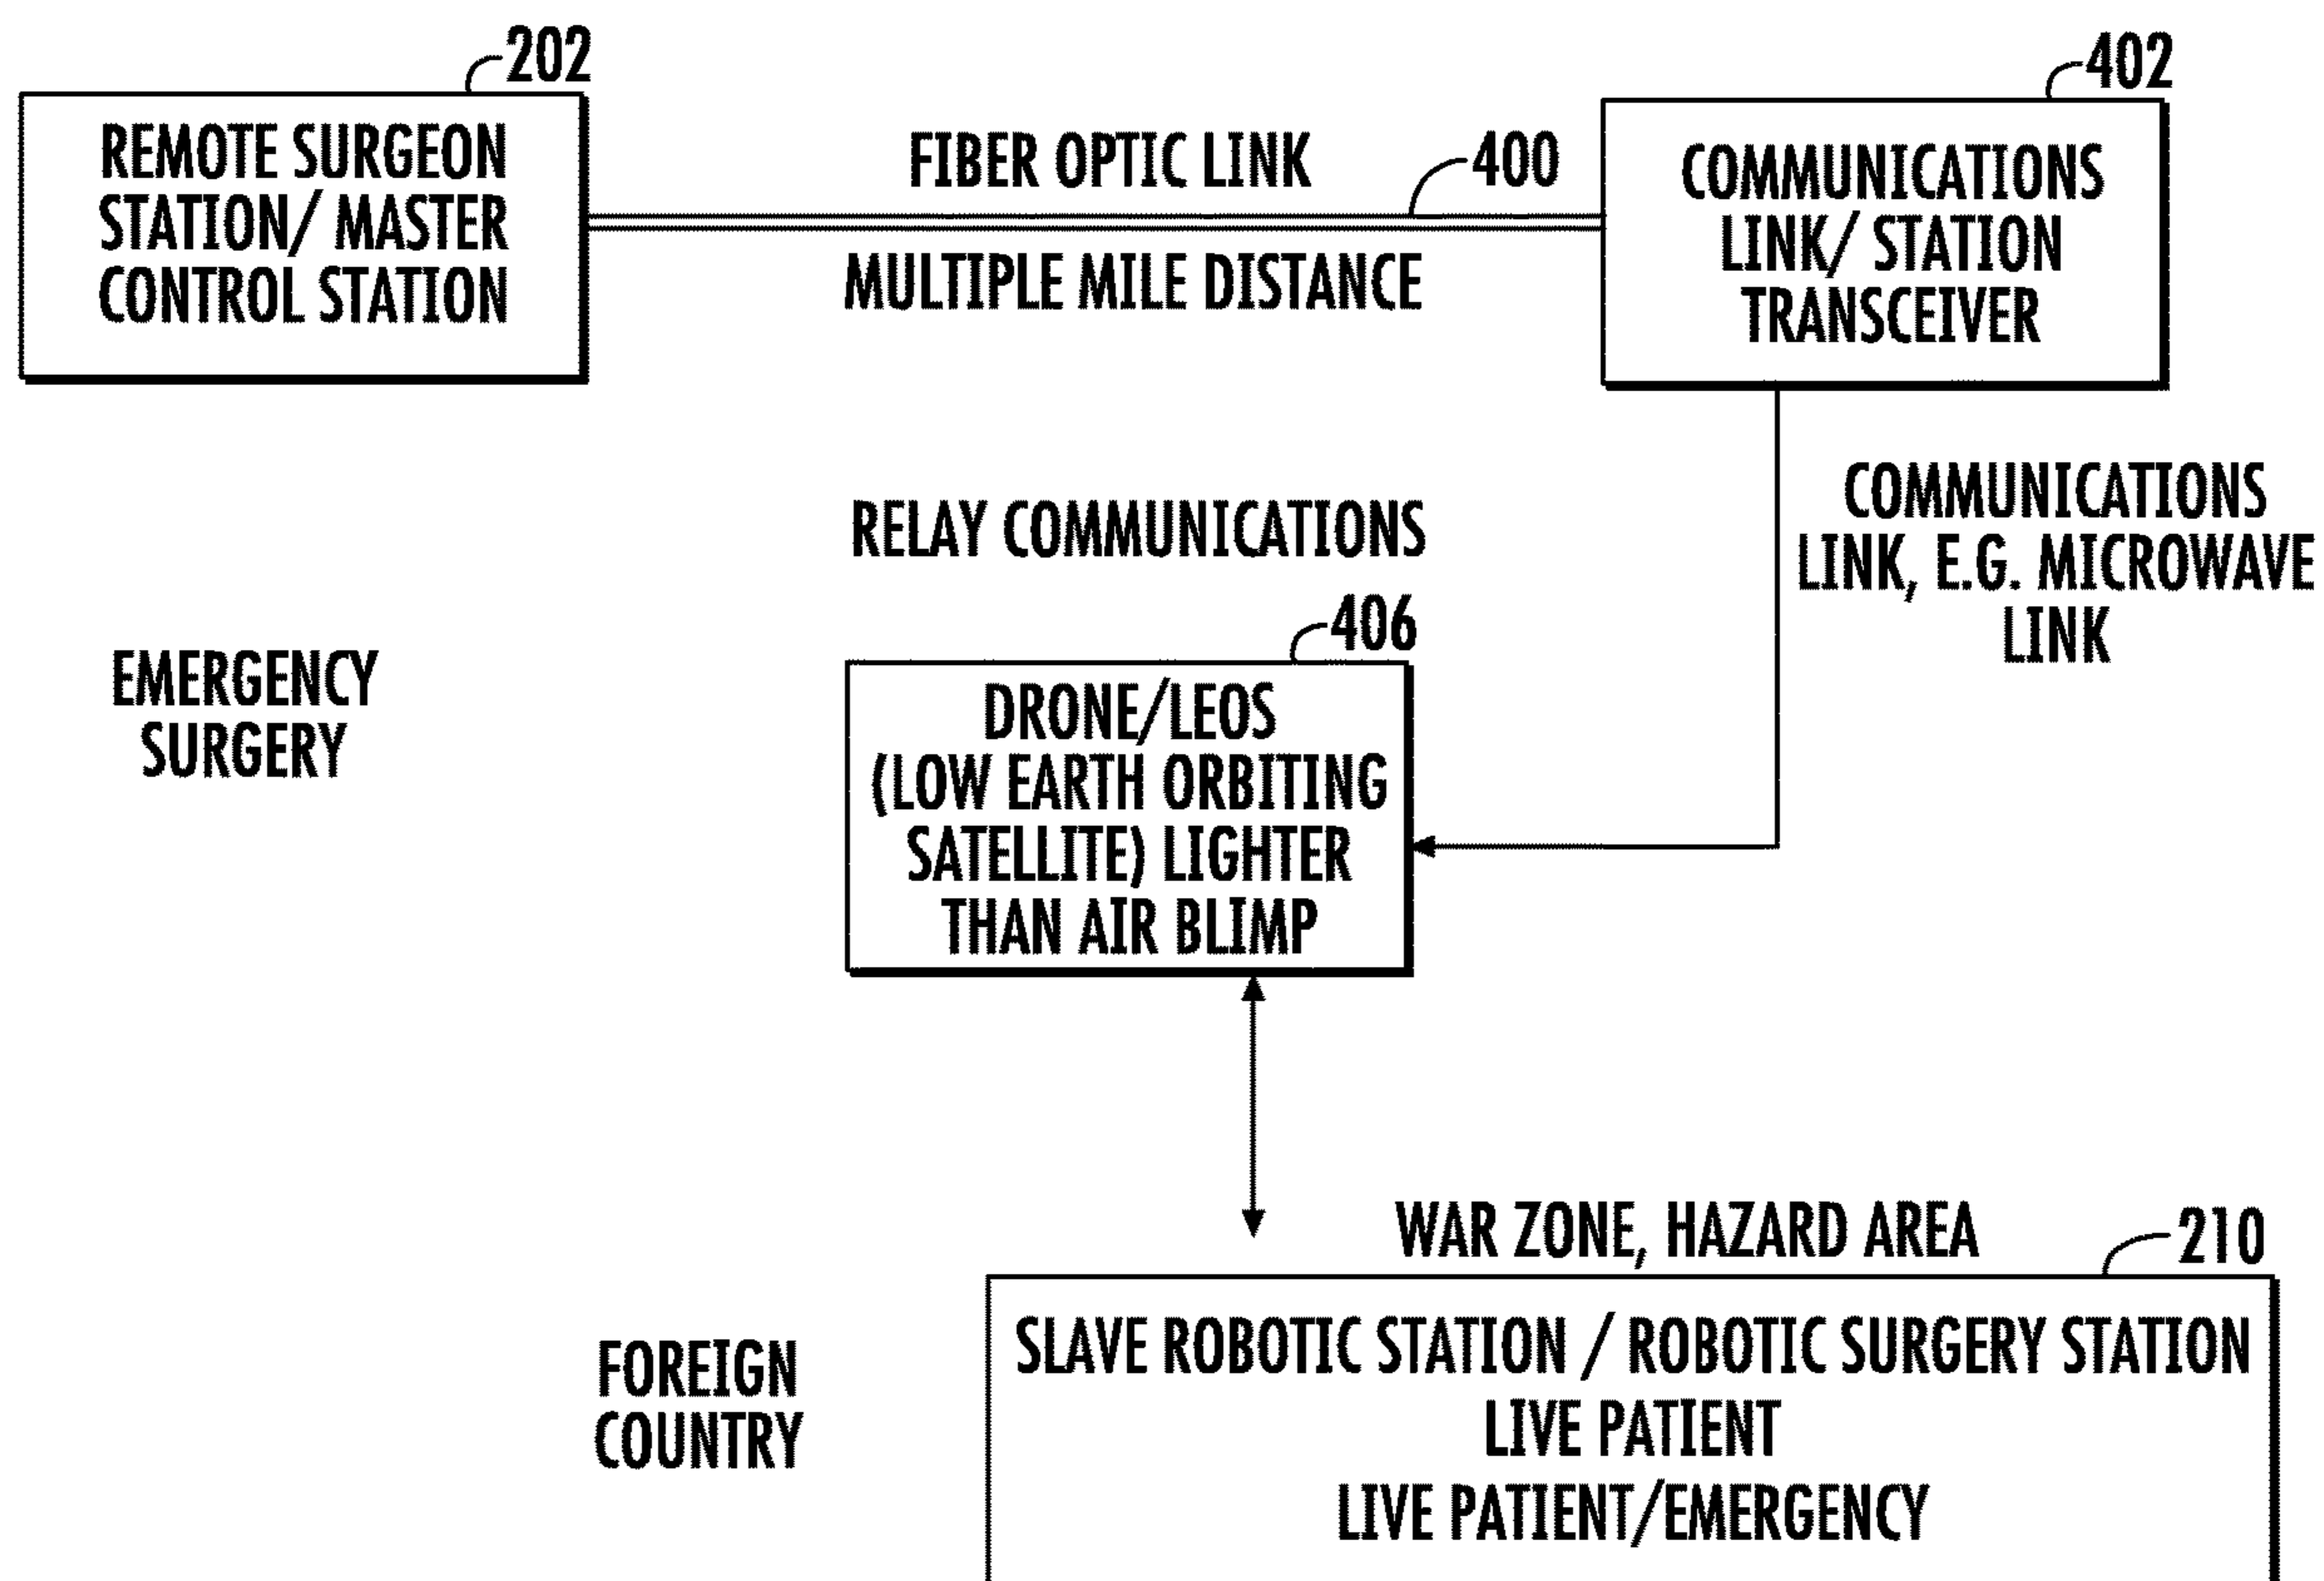 202
REMOTE SURGEON
STATION/ MASTER
CONTROL STATION
FIBER OPTIC LINK
400
MULTIPLE MILE DISTANCE
402
COMMUNICATIONS
LINK/ STATION
TRANSCEIVER
COMMUNICATIONS
LINK, E.G. MICROWAVE
LINK
RELAY COMMUNICATIONS
406
DRONE/LEOS
(LOW EARTH ORBITING
SATELLITE) LIGHTER
THAN AIR BLIMP
EMERGENCY
SURGERY
WAR ZONE, HAZARD AREA
210
SLAVE ROBOTIC STATION / ROBOTIC SURGERY STATION
LIVE PATIENT
LIVE PATIENT/EMERGENCY
FOREIGN
COUNTRY